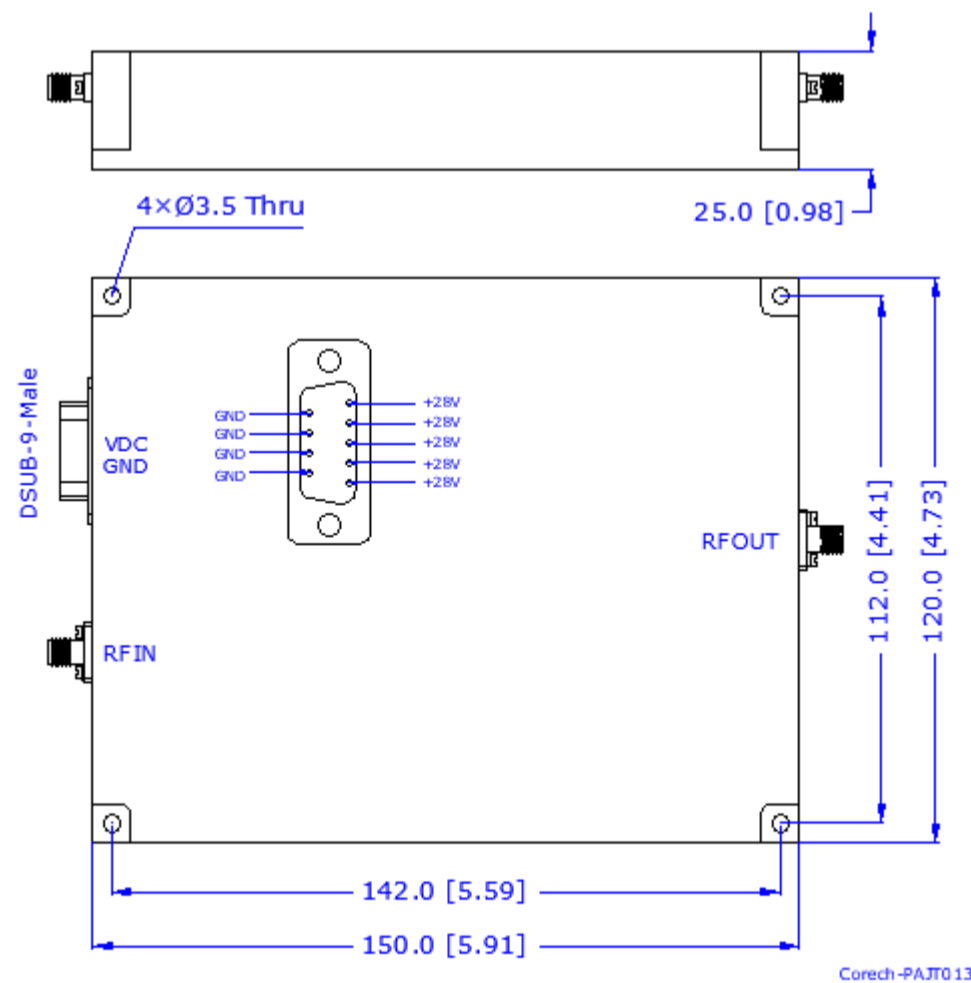 4×Ø3.5 Thru
25.0 [0.98]
DSUB-9-Male
VDC
GND
GND
GND
GND
GND
+28V
+28V
+28V
+28V
+28V
RFOUT
RFIN
112.0 [4.41]
120.0 [4.73]
142.0 [5.59]
150.0 [5.91]
Corech-PAJT013